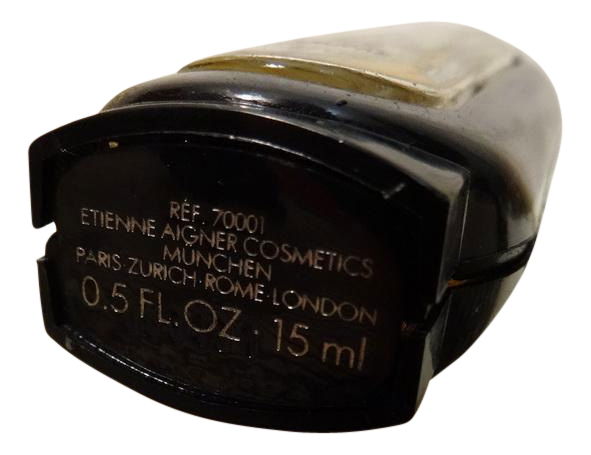 RÉF. 70001
ETIENNE AIGNER COSMETICS
MÜNCHEN
PARIS·ZURICH·ROME·LONDON
0.5 FL. OZ · 15 ml